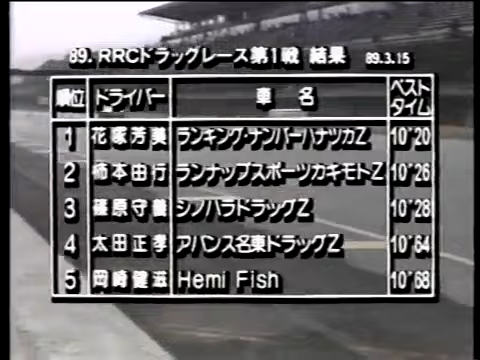 89. RRCドラッグレース第1戦 結果 89.3.15
順位 ドライバー 車名 ベストタイム
1 花塚芳美 ランキング・ナンバーハナツカZ 10"20
2 柿本由行 ランナップスポーツカキモトZ 10"26
3 篠原守義 シノハラドラッグZ 10"28
4 太田正孝 アバンス名東ドラッグZ 10"64
5 岡崎健滋 Hemi Fish 10"68